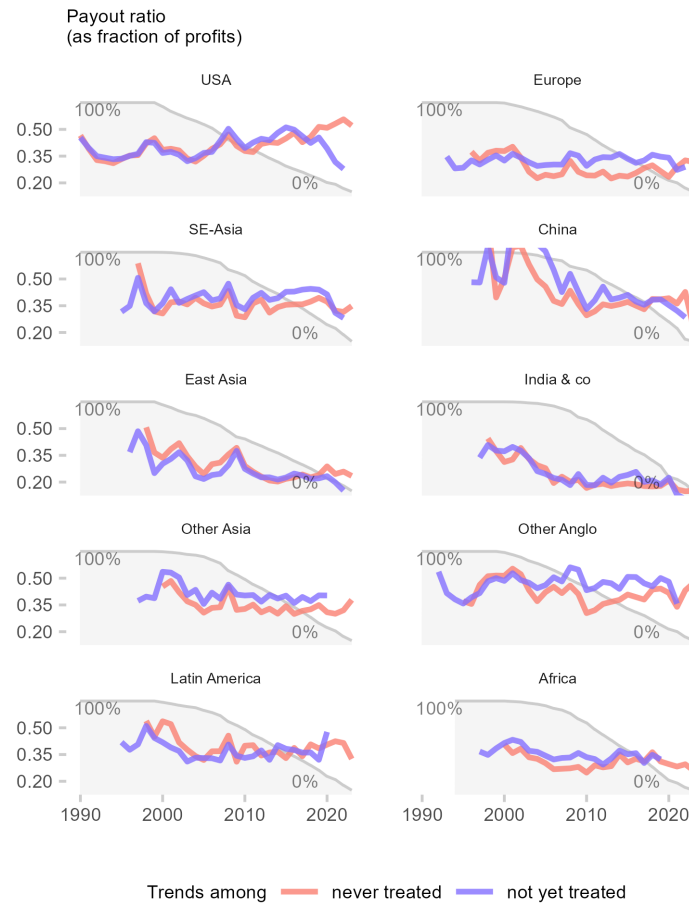 Payout ratio
(as fraction of profits)
USA
Europe
100%
100%
0.50
0.35
0.20
0%
0%
SE-Asia
China
100%
100%
0.50
0.35
0.20
0%
0%
East Asia
India & co
100%
100%
0.50
0.35
0.20
0%
0%
Other Asia
Other Anglo
100%
100%
0.50
0.35
0.20
0%
0%
Latin America
Africa
100%
100%
0.50
0.35
0.20
0%
0%
1990 2000 2010 2020 1990 2000 2010 2020
Trends among never treated not yet treated